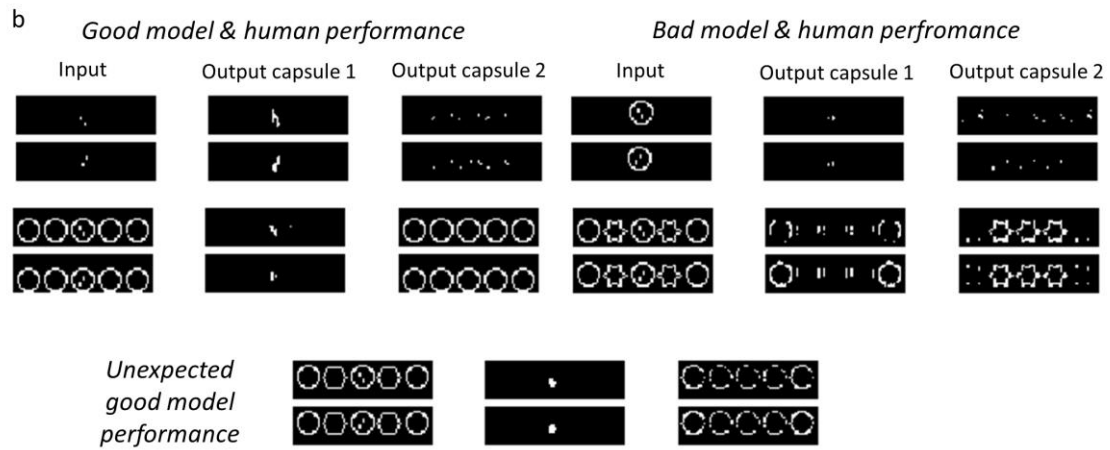 b
Good model & human performance
Bad model & human perfromance
Input
Output capsule 1
Output capsule 2
Input
Output capsule 1
Output capsule 2
Unexpected
good model
performance